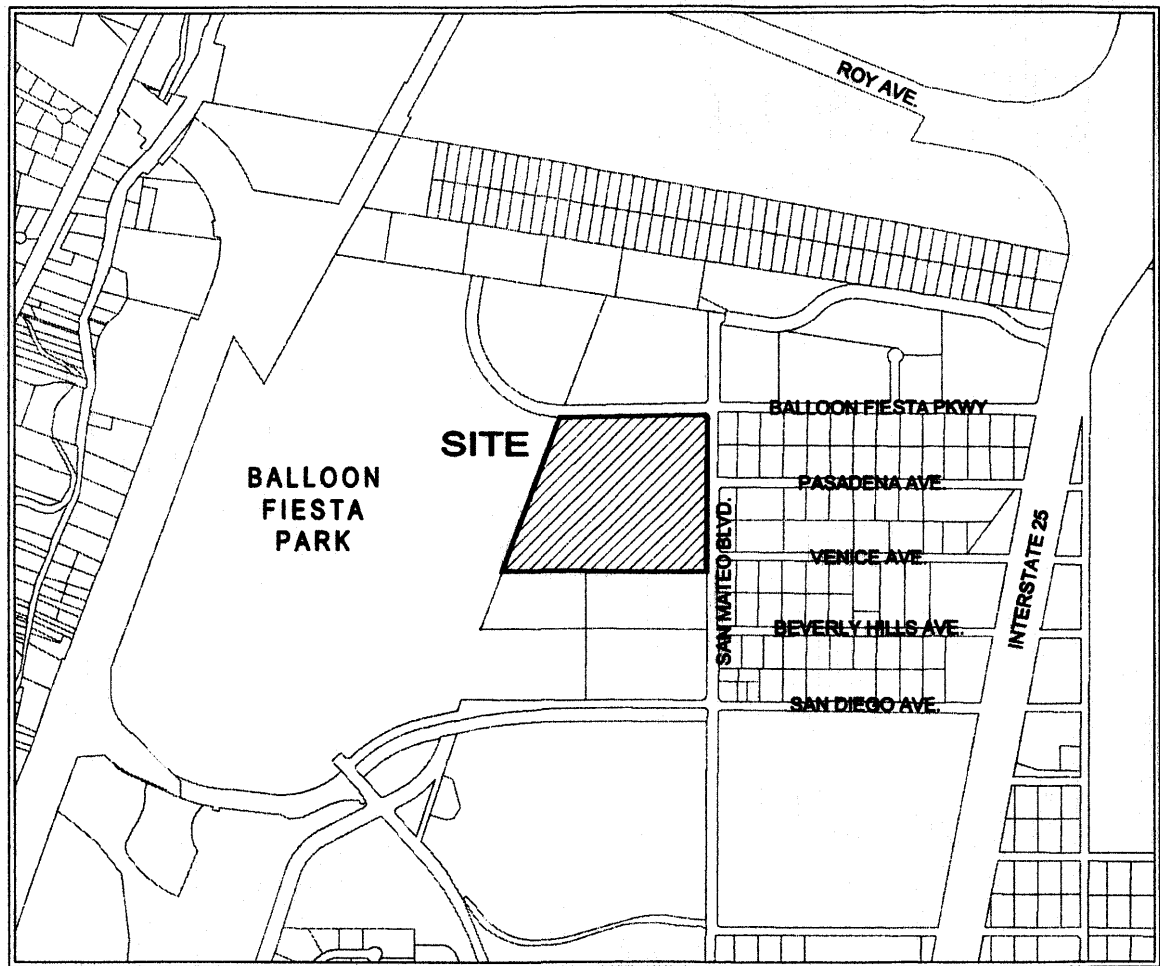 ROY AVE.
BALLOON FIESTA PKWY
SITE
BALLOON
FIESTA
PARK
PASADENA AVE.
SAN MATEO BLVD.
VENICE AVE.
INTERSTATE 25
BEVERLY HILLS AVE.
SAN DIEGO AVE.